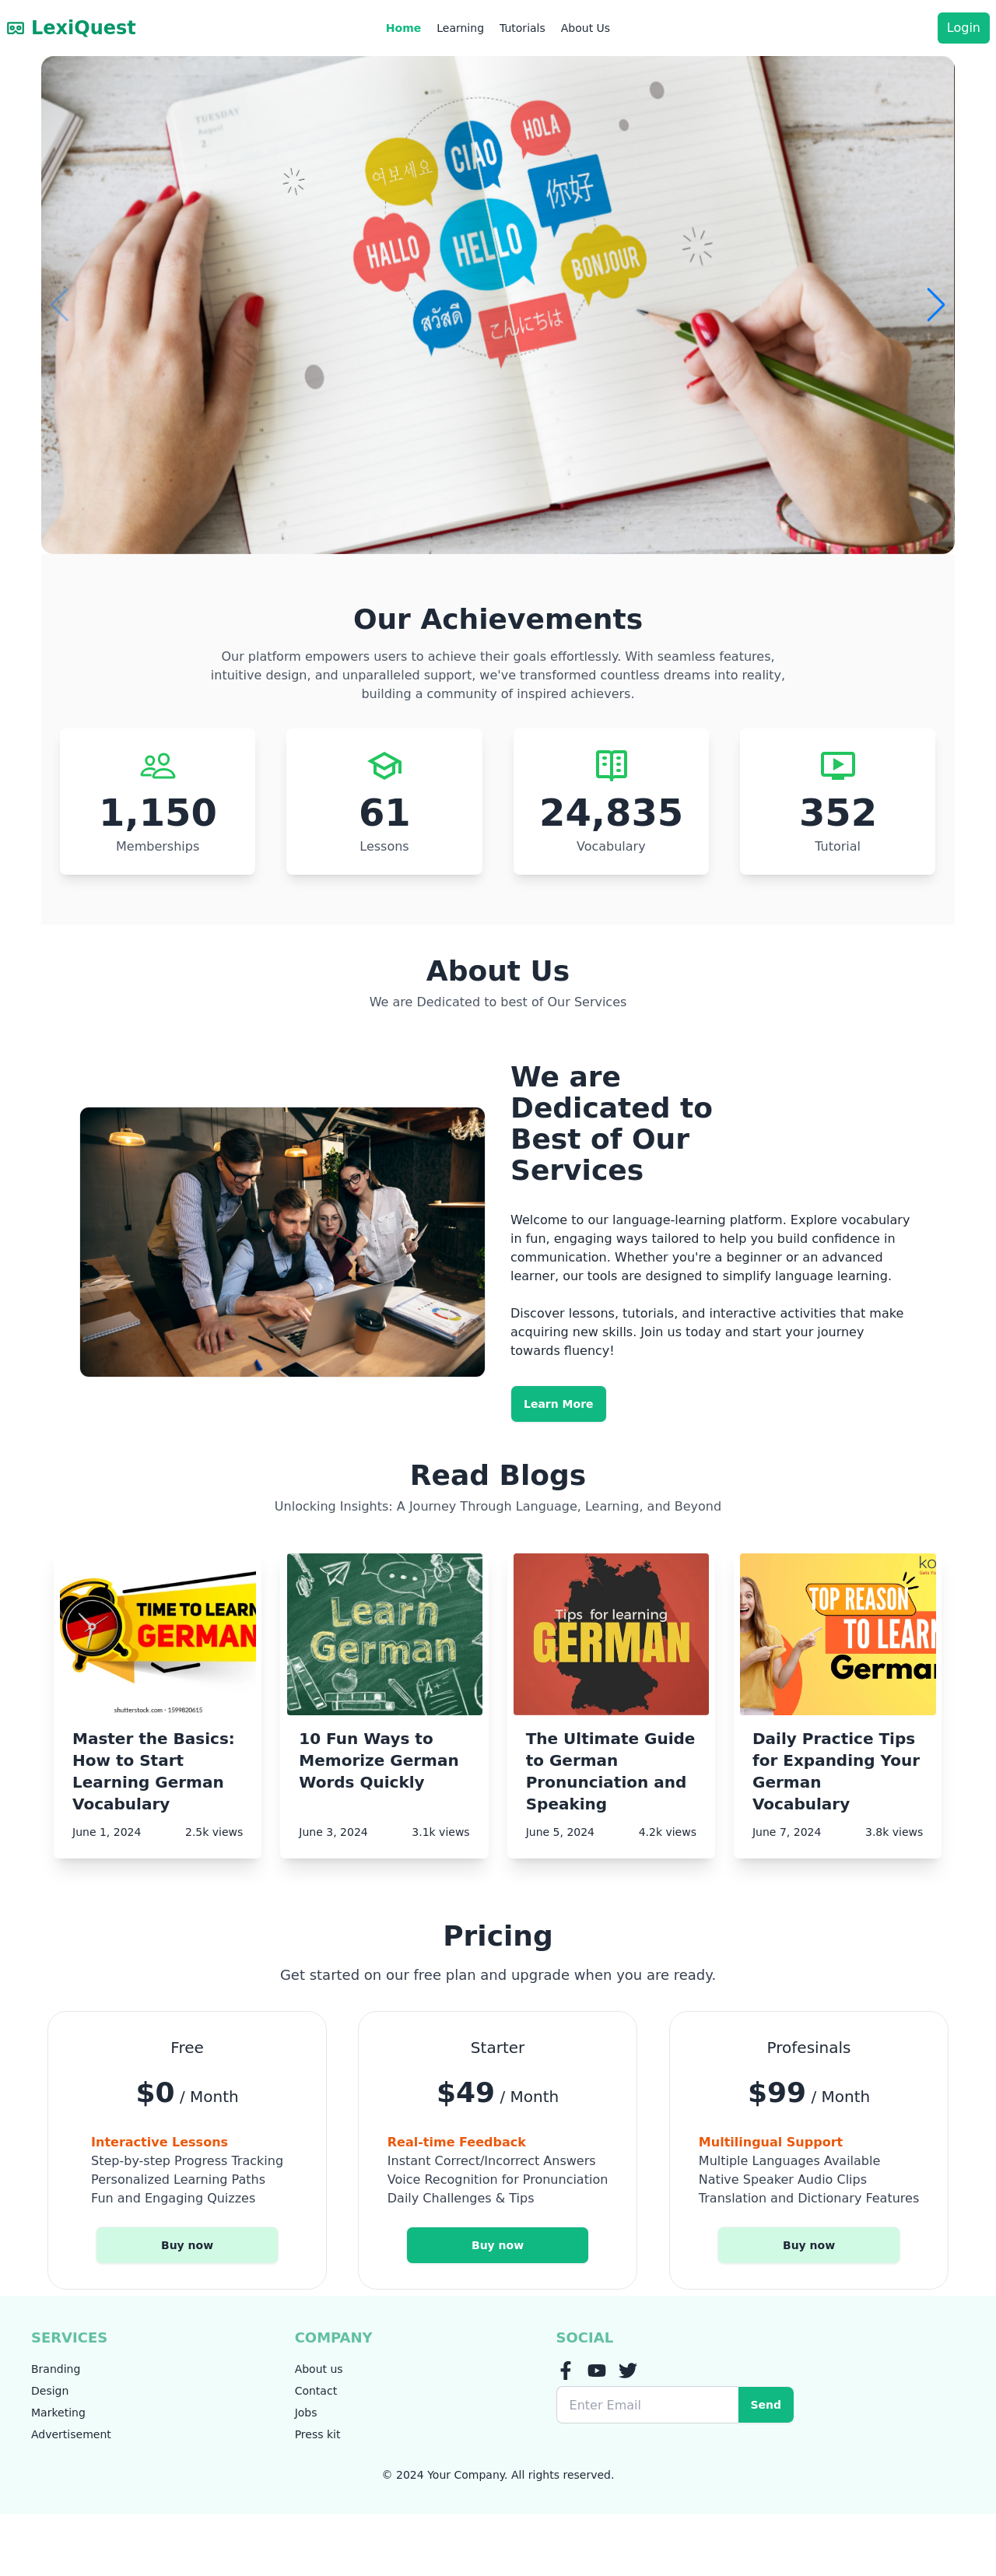 LexiQuest
Home Learning Tutorials About Us
Login
TUESDAY
August
2
HOLA
CIAO
여보세요
你好
HALLO
HELLO
BONJOUR
สวัสดี
こんにちは
Our Achievements
Our platform empowers users to achieve their goals effortlessly. With seamless features,
intuitive design, and unparalleled support, we've transformed countless dreams into reality,
building a community of inspired achievers.
1,150
Memberships
61
Lessons
24,835
Vocabulary
352
Tutorial
About Us
We are Dedicated to best of Our Services
We are
Dedicated to
Best of Our
Services
Welcome to our language-learning platform. Explore vocabulary
in fun, engaging ways tailored to help you build confidence in
communication. Whether you're a beginner or an advanced
learner, our tools are designed to simplify language learning.
Discover lessons, tutorials, and interactive activities that make
acquiring new skills. Join us today and start your journey
towards fluency!
Learn More
Read Blogs
Unlocking Insights: A Journey Through Language, Learning, and Beyond
TIME TO LEARN
GERMAN
shutterstock.com · 1599820615
Master the Basics:
How to Start
Learning German
Vocabulary
June 1, 2024 2.5k views
Learn
German
A+
10 Fun Ways to
Memorize German
Words Quickly
June 3, 2024 3.1k views
Tips for learning
GERMAN
The Ultimate Guide
to German
Pronunciation and
Speaking
June 5, 2024 4.2k views
ko
TOP REASON
TO LEARN
German
Daily Practice Tips
for Expanding Your
German
Vocabulary
June 7, 2024 3.8k views
Pricing
Get started on our free plan and upgrade when you are ready.
Free
$0 / Month
Interactive Lessons
Step-by-step Progress Tracking
Personalized Learning Paths
Fun and Engaging Quizzes
Buy now
Starter
$49 / Month
Real-time Feedback
Instant Correct/Incorrect Answers
Voice Recognition for Pronunciation
Daily Challenges & Tips
Buy now
Profesinals
$99 / Month
Multilingual Support
Multiple Languages Available
Native Speaker Audio Clips
Translation and Dictionary Features
Buy now
SERVICES
Branding
Design
Marketing
Advertisement
COMPANY
About us
Contact
Jobs
Press kit
SOCIAL
Enter Email
Send
© 2024 Your Company. All rights reserved.